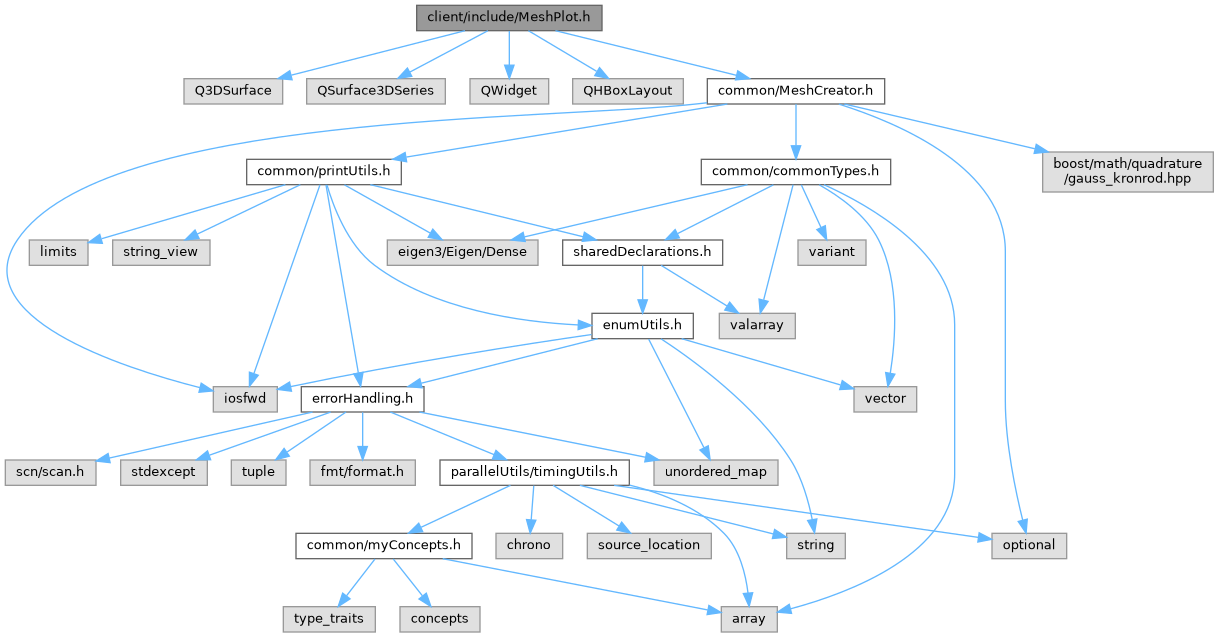 client/include/MeshPlot.h
Q3DSurface
QSurface3DSeries
QWidget
QHBoxLayout
common/MeshCreator.h
common/printUtils.h
common/commonTypes.h
boost/math/quadrature
/gauss_kronrod.hpp
limits
string_view
eigen3/Eigen/Dense
sharedDeclarations.h
variant
enumUtils.h
valarray
iosfwd
errorHandling.h
vector
scn/scan.h
stdexcept
tuple
fmt/format.h
parallelUtils/timingUtils.h
unordered_map
common/myConcepts.h
chrono
source_location
string
optional
type_traits
concepts
array